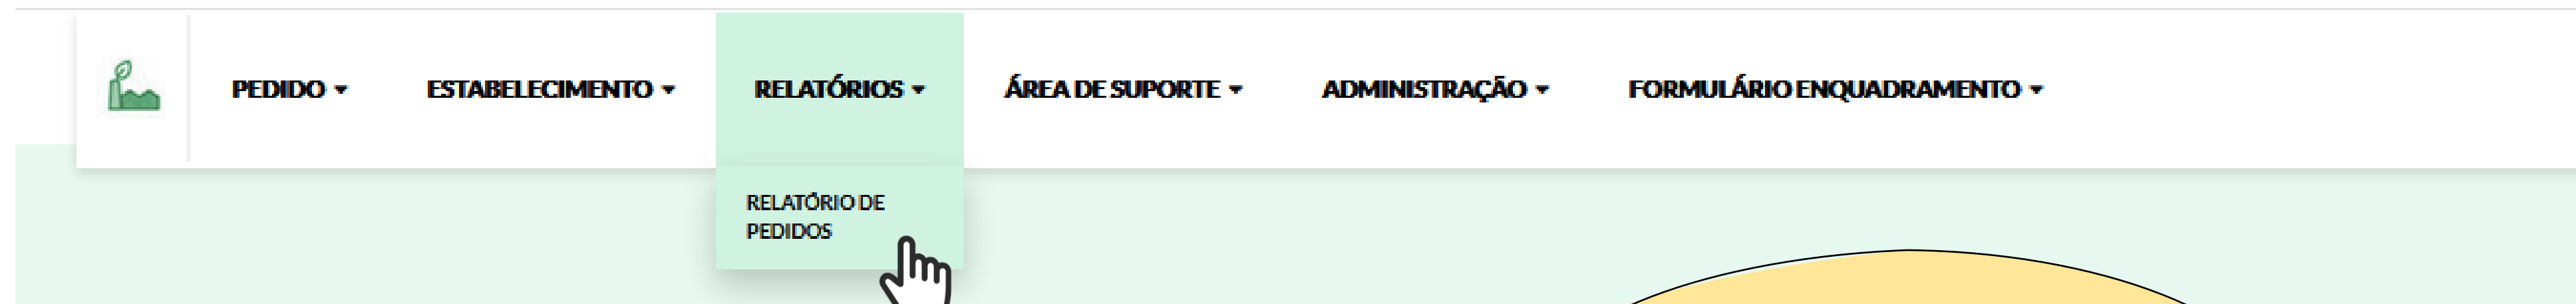 PEDIDO ESTABELECIMENTO RELATÓRIOS ÁREA DE SUPORTE ADMINISTRAÇÃO FORMULÁRIO ENQUADRAMENTO
RELATÓRIO DE
PEDIDOS